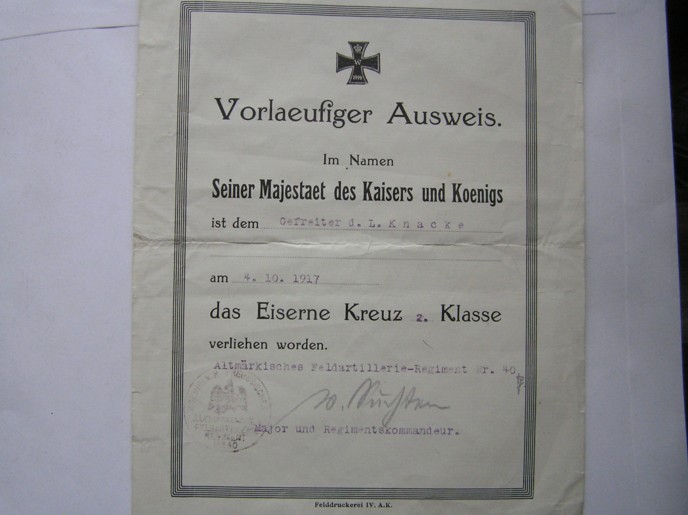 Vorlaeufiger Ausweis.
Im Namen
Seiner Majestaet des Kaisers und Koenigs
ist dem Gefreiter d. L. Knacke
am 4. 10. 1917
das Eiserne Kreuz 2. Klasse
verliehen worden.
Altmärkisches Feldartillerie-Regiment Nr. 40
Major und Regimentskommandeur.
Felddruckerei IV. A.K.